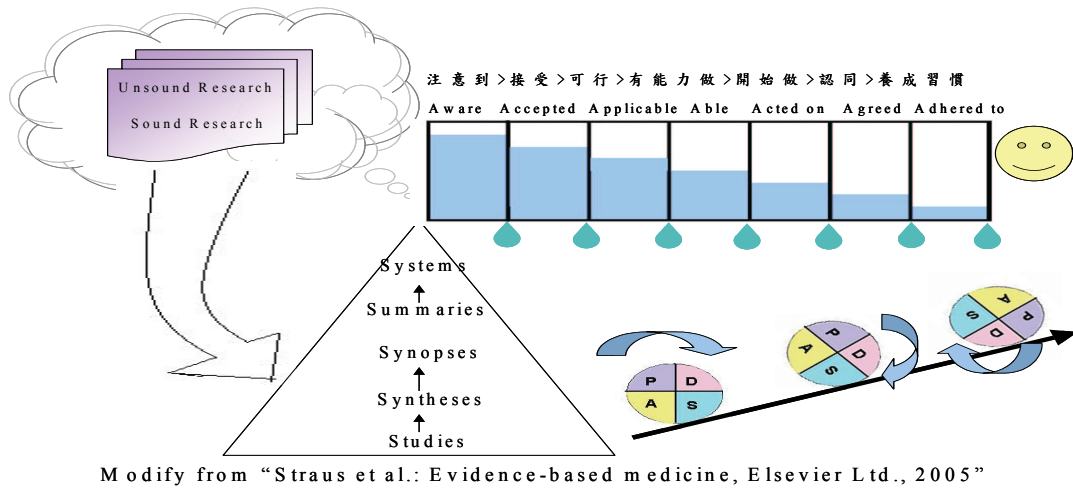 Unsound Research
Sound Research
注意到>接受>可行>有能力做>開始做>認同>養成習慣
Aware Accepted Applicable Able Acted on Agreed Adhered to
Systems
Summaries
Synopses
Syntheses
Studies
P D
A S
P D
A S
A P
S D
Modify from “Straus et al.: Evidence-based medicine, Elsevier Ltd., 2005”